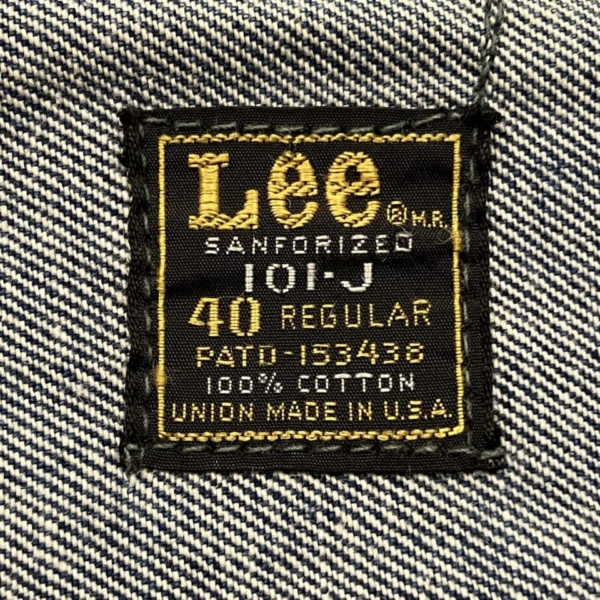 Lee ® M.R.
SANFORIZED
101-J
40 REGULAR
PATD-153438
100% COTTON
UNION MADE IN U.S.A.